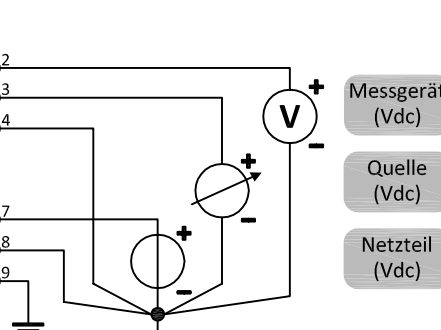 2
3
4
7
8
9
+
V
−
+
−
+
−
Messgerät
(Vdc)
Quelle
(Vdc)
Netzteil
(Vdc)